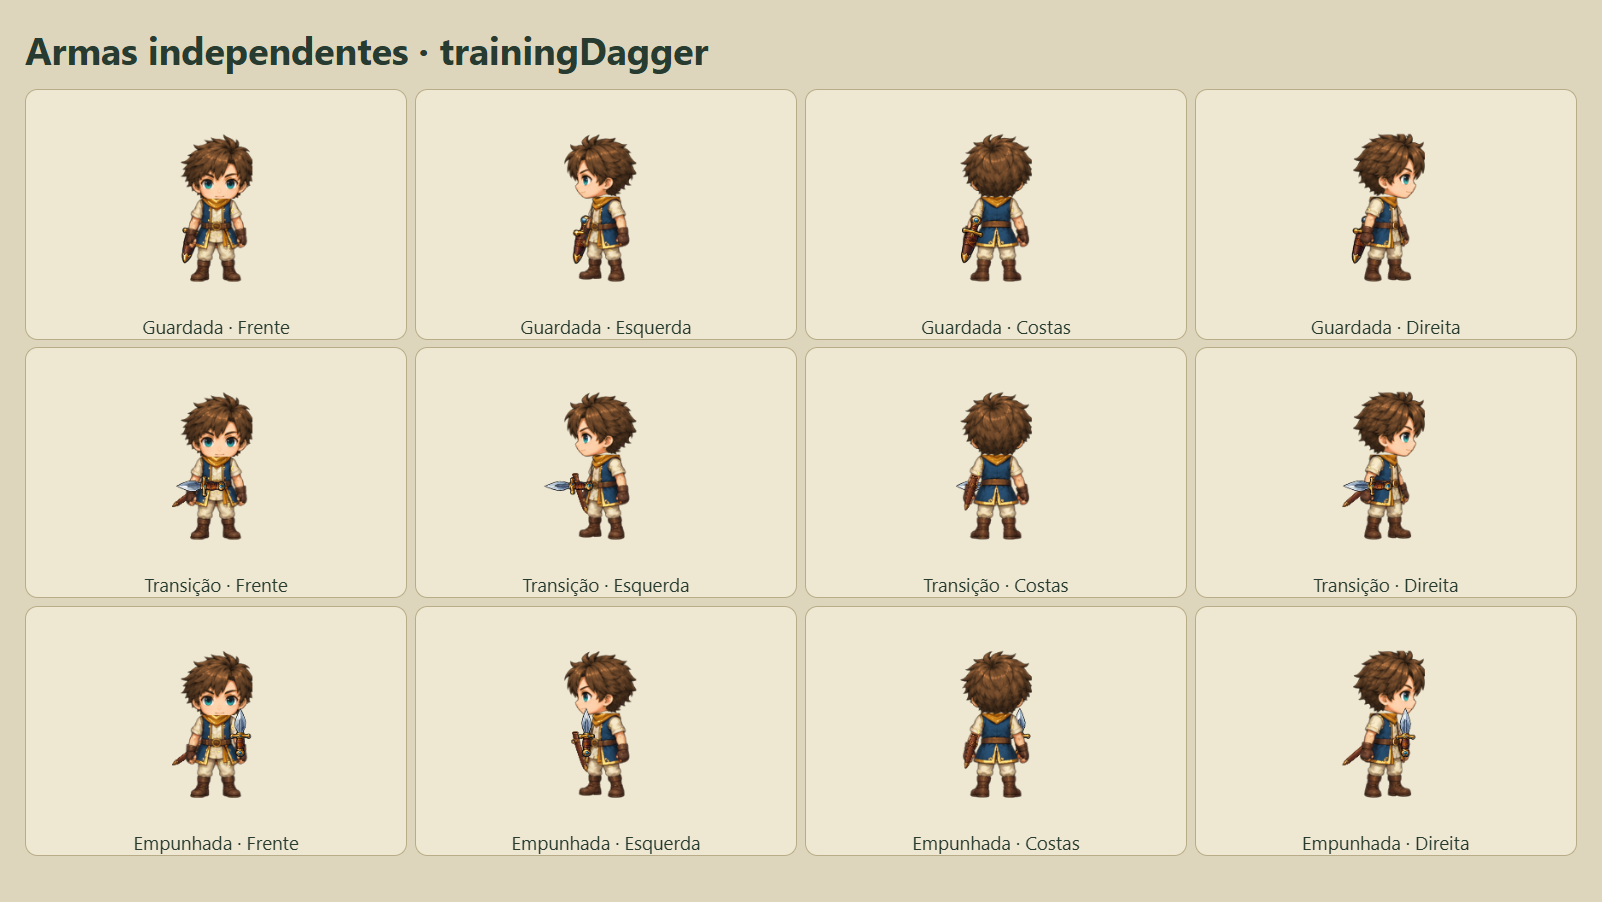 Armas independentes · trainingDagger
Guardada · Frente
Guardada · Esquerda
Guardada · Costas
Guardada · Direita
Transição · Frente
Transição · Esquerda
Transição · Costas
Transição · Direita
Empunhada · Frente
Empunhada · Esquerda
Empunhada · Costas
Empunhada · Direita